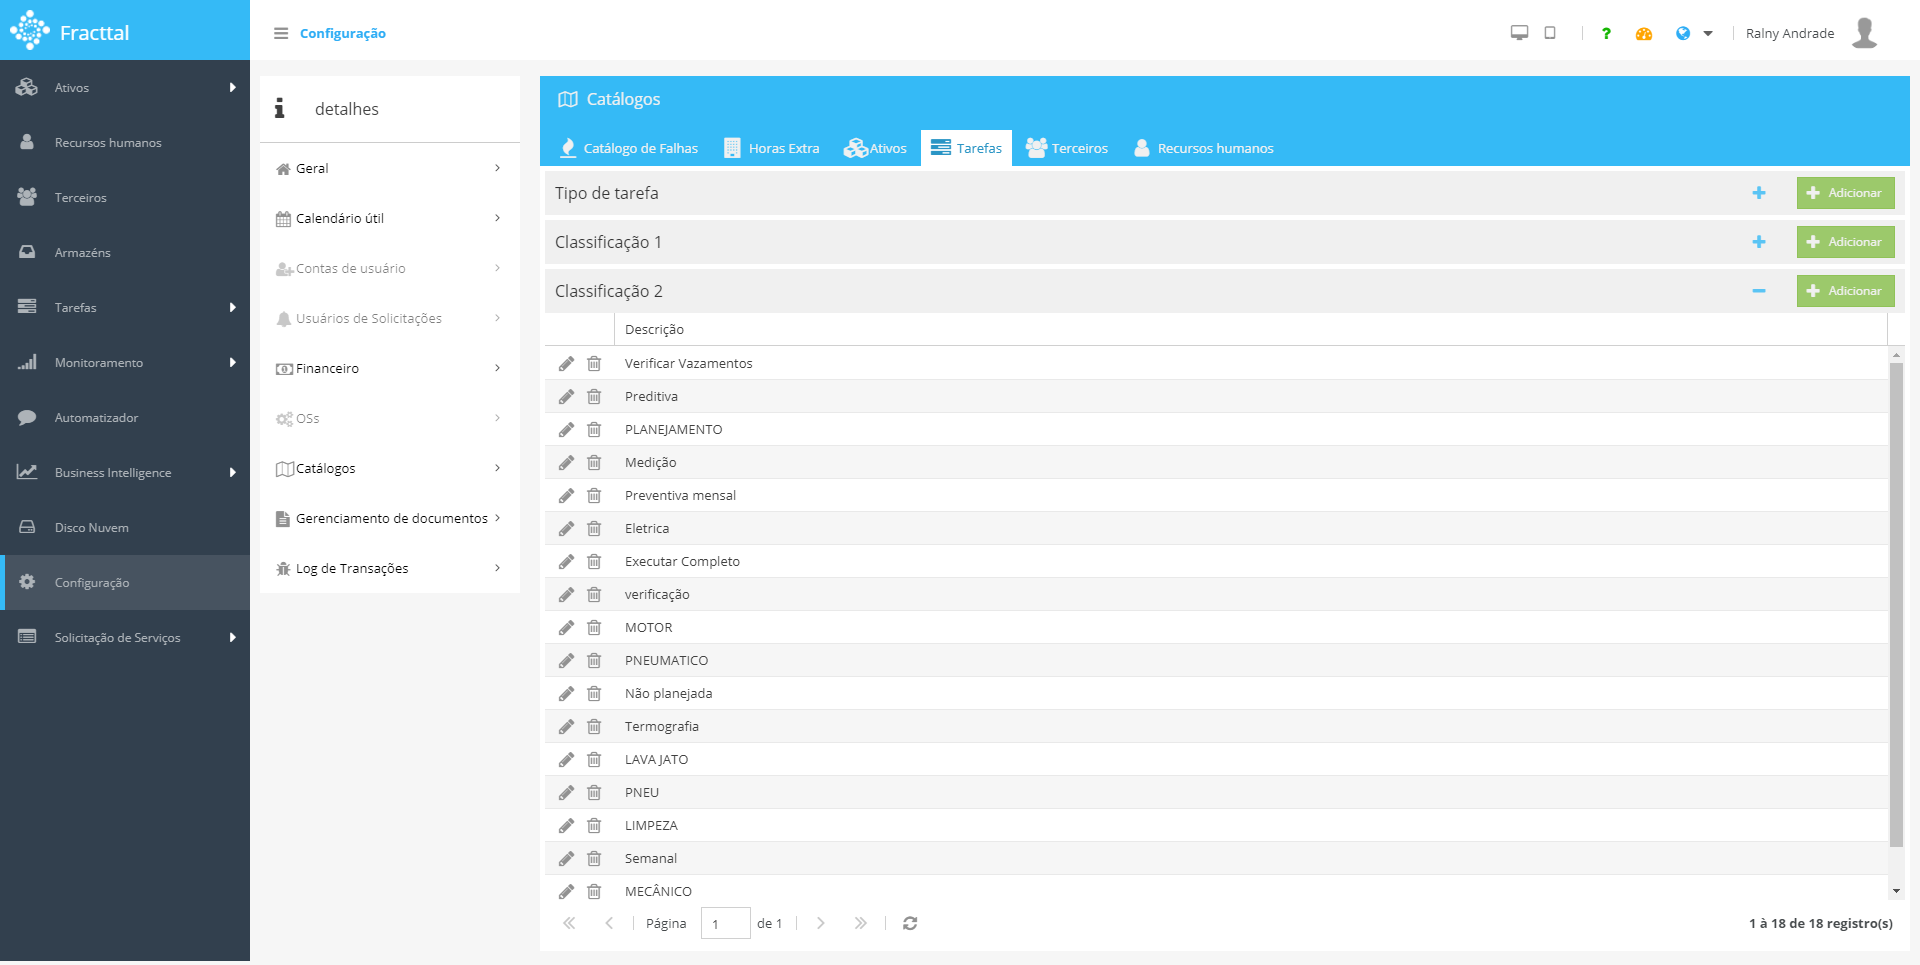 Fracttal
Configuração
?
Ralny Andrade
Ativos
Recursos humanos
Terceiros
Armazéns
Tarefas
Monitoramento
Automatizador
Business Intelligence
Disco Nuvem
Configuração
Solicitação de Serviços
detalhes
Geral
Calendário útil
Contas de usuário
Usuários de Solicitações
Financeiro
OSs
Catálogos
Gerenciamento de documentos
Log de Transações
Catálogos
Catálogo de Falhas Horas Extra Ativos Tarefas Terceiros Recursos humanos
Tipo de tarefa Adicionar
Classificação 1 Adicionar
Classificação 2 Adicionar
Descrição
Verificar Vazamentos
Preditiva
PLANEJAMENTO
Medição
Preventiva mensal
Eletrica
Executar Completo
verificação
MOTOR
PNEUMATICO
Não planejada
Termografia
LAVA JATO
PNEU
LIMPEZA
Semanal
MECÂNICO
Página 1 de 1
1 à 18 de 18 registro(s)